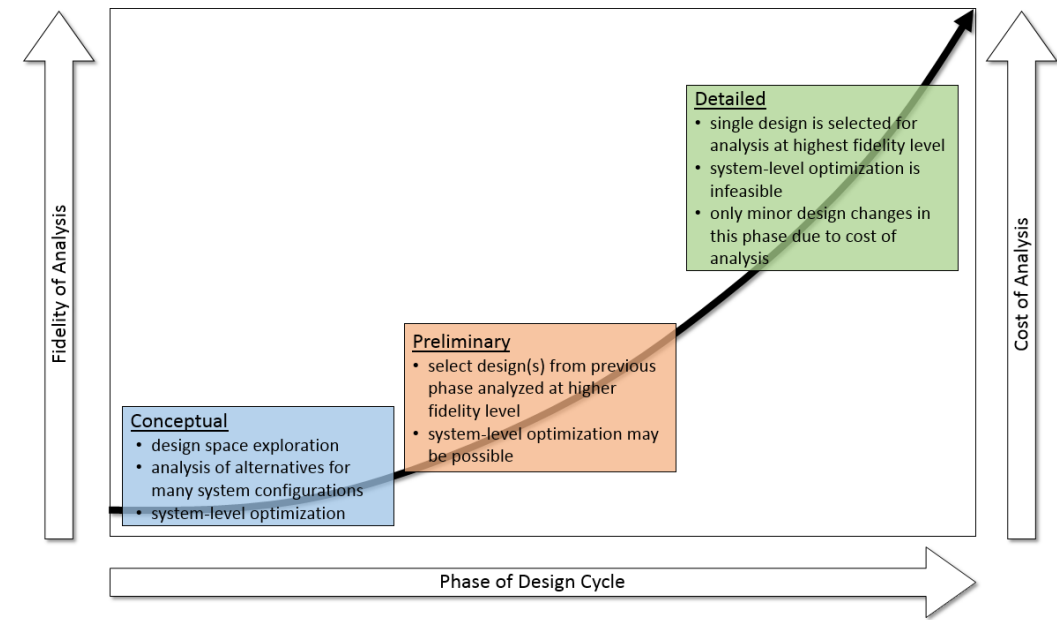 Fidelity of Analysis
Detailed
• single design is selected for
analysis at highest fidelity level
• system-level optimization is
infeasible
• only minor design changes in
this phase due to cost of
analysis
Cost of Analysis
Preliminary
• select design(s) from previous
phase analyzed at higher
fidelity level
• system-level optimization may
be possible
Conceptual
• design space exploration
• analysis of alternatives for
many system configurations
• system-level optimization
Phase of Design Cycle